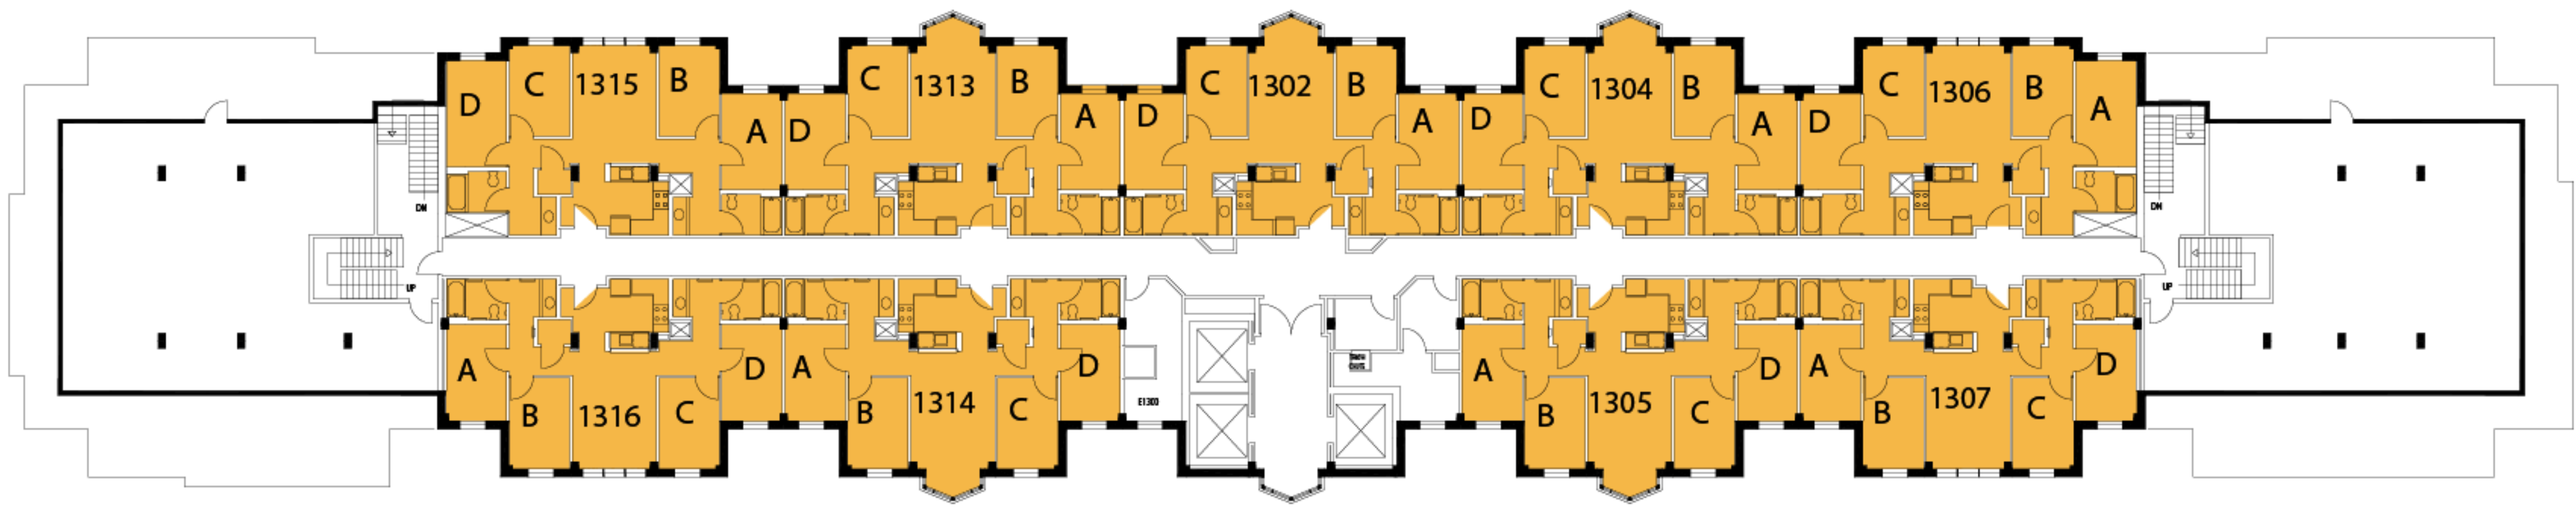 D C 1315 B A
D C 1313 B A
D C 1302 B A
D C 1304 B A
D C 1306 B A
DN
DN
UP
UP
A B 1316 C D
A B 1314 C D
E1300
A B 1305 C D
A B 1307 C D